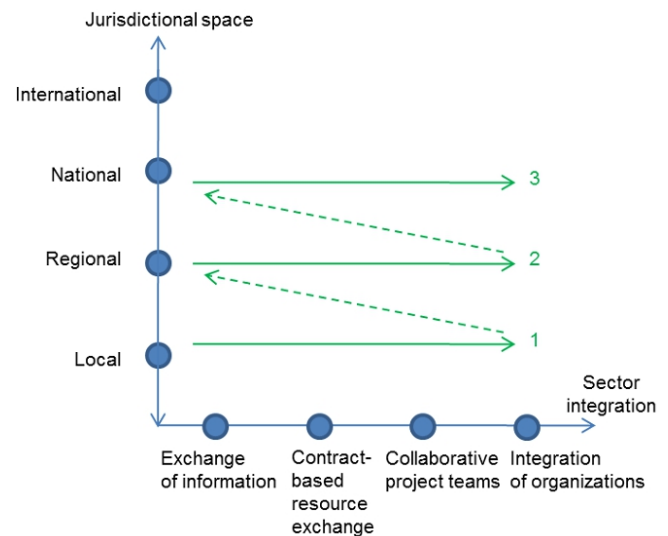 Jurisdictional space
International
National
3
Regional
2
Local
1
Sector
integration
Exchange
of information
Contract-
based
resource
exchange
Collaborative
project teams
Integration
of organizations